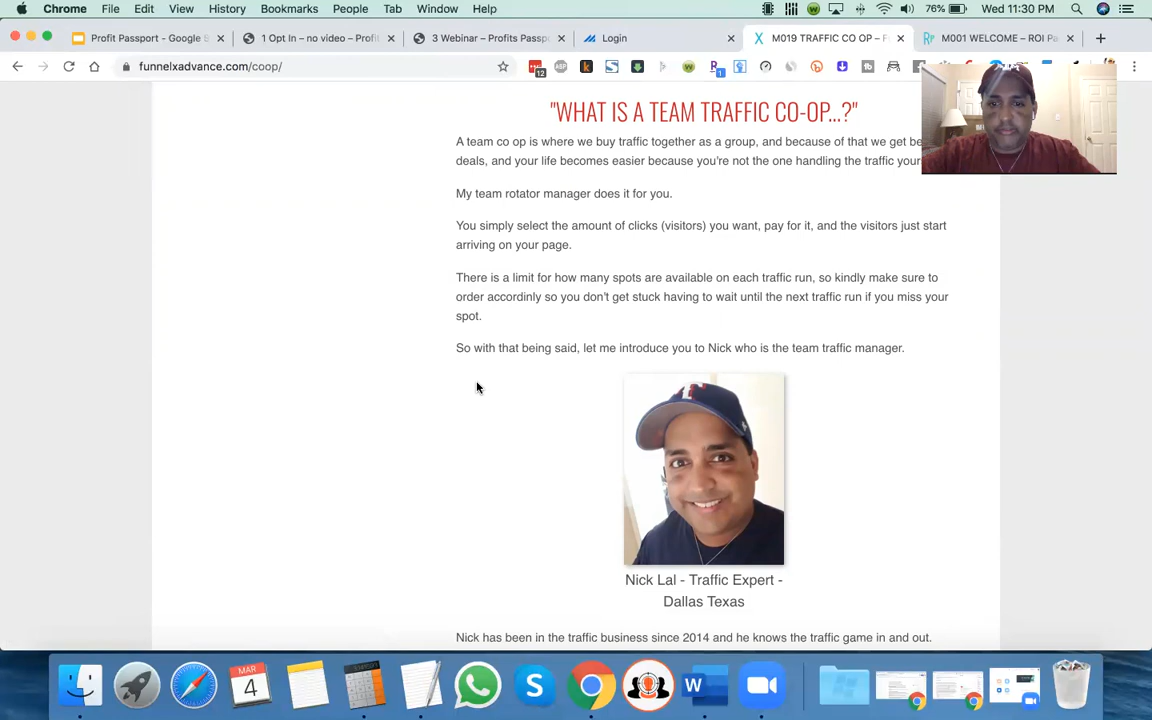 Chrome File Edit View History Bookmarks People Tab Window Help 76% Wed 11:30 PM
Profit Passport - Google S
1 Opt In – no video – Profit
3 Webinar – Profits Passp
Login
M019 TRAFFIC CO OP – F
M001 WELCOME – ROI Pa
funnelxadvance.com/coop/
12
ABP
1
"WHAT IS A TEAM TRAFFIC CO-OP...?"
A team co op is where we buy traffic together as a group, and because of that we get be
deals, and your life becomes easier because you're not the one handling the traffic your
My team rotator manager does it for you.
You simply select the amount of clicks (visitors) you want, pay for it, and the visitors just start
arriving on your page.
There is a limit for how many spots are available on each traffic run, so kindly make sure to
order accordinly so you don't get stuck having to wait until the next traffic run if you miss your
spot.
So with that being said, let me introduce you to Nick who is the team traffic manager.
Nick Lal - Traffic Expert -
Dallas Texas
Nick has been in the traffic business since 2014 and he knows the traffic game in and out.
MAR
4
S
W